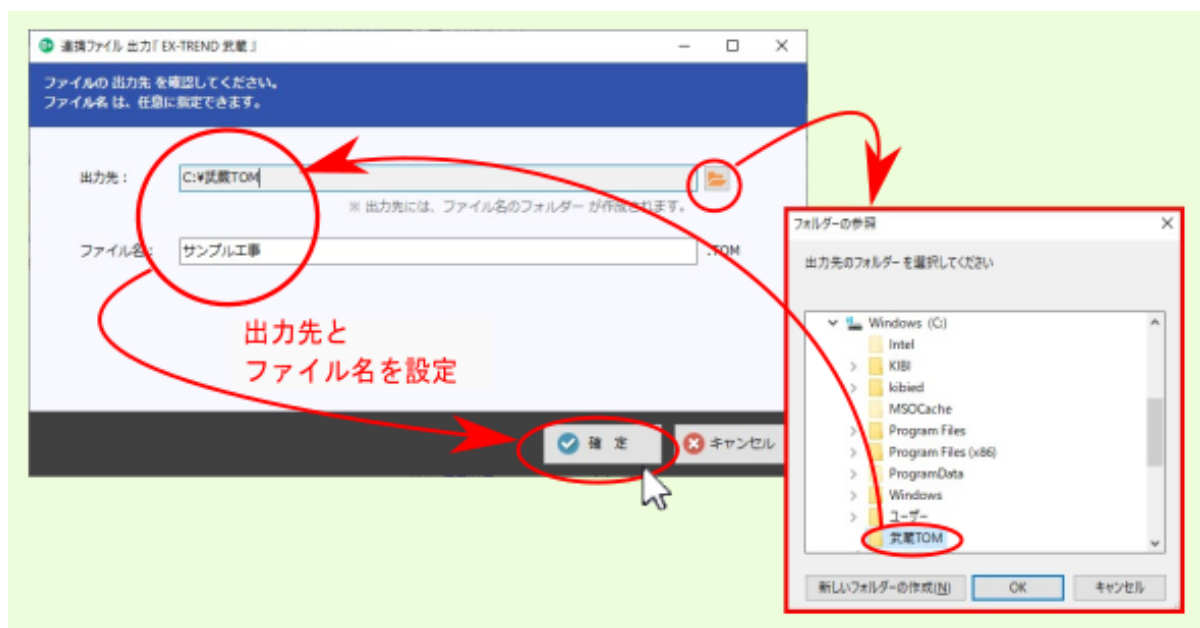 連携ファイル 出力「 EX-TREND 武蔵 」
ファイルの 出力先 を確認してください。
ファイル名 は、任意に指定できます。
出力先：
C:¥武蔵TOM
※ 出力先には、ファイル名のフォルダー が作成されます。
ファイル名：
サンプル工事
.TOM
出力先と
ファイル名を設定
確 定
キャンセル
フォルダーの参照
出力先のフォルダー を選択してください
Windows (C:)
Intel
KIBI
kibied
MSOCache
Program Files
Program Files (x86)
ProgramData
Windows
ユーザー
武蔵TOM
新しいフォルダーの作成(N)
OK
キャンセル